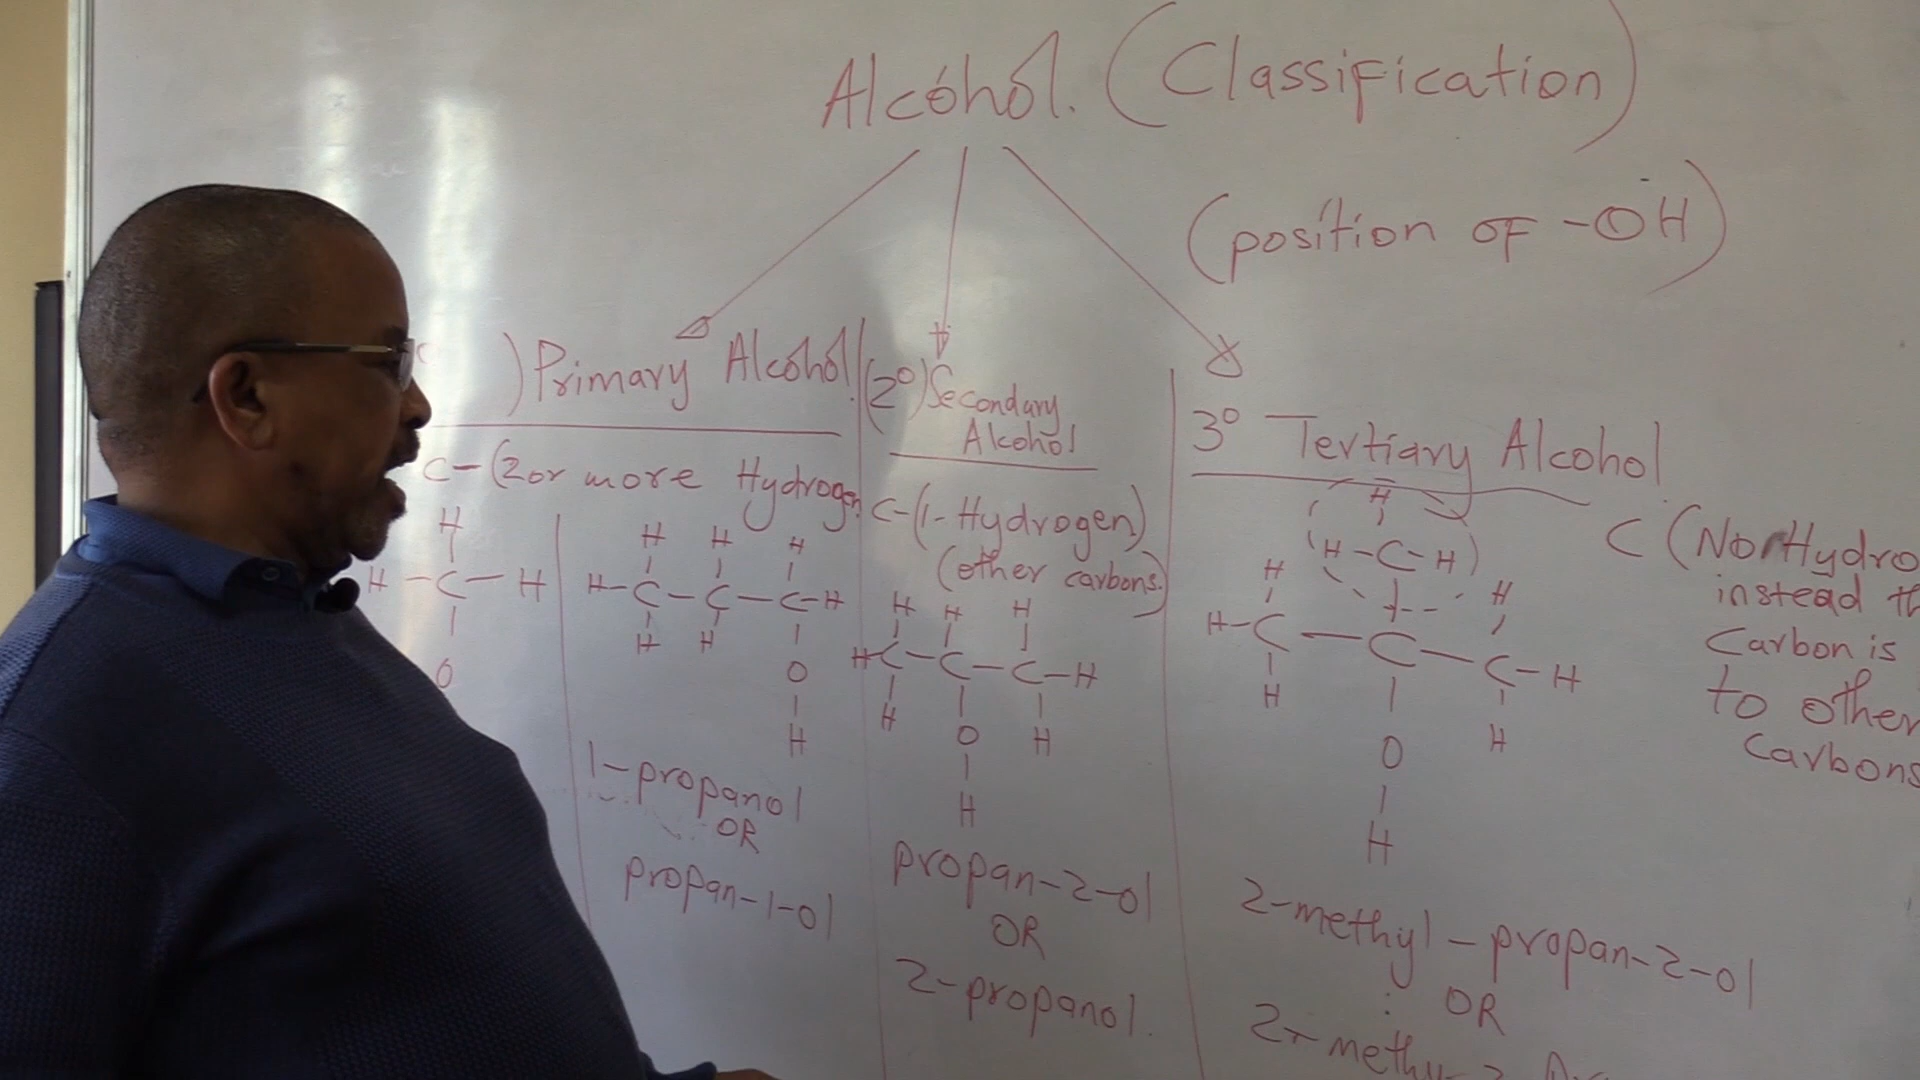 Alcohol. (Classification)
(position of -OH)
) Primary Alcohol.
C-(2 or more Hydrogen
H
H -C- H
O
H H H
H-C-C-C-H
H H
O
H
1-propanol
OR
propan-1-ol
(2°) Secondary
Alcohol
C-(1-Hydrogen)
(other carbons.)
H H H
H-C-C-C-H
H
O
H
H
propan-2-ol
OR
2-propanol.
3° Tertiary Alcohol
H
(H-C-H)
H
H
H-C-C-C-H
H
O
H
H
2-methyl-propan-2-ol
OR
C (No Hydro
instead th
Carbon is
to other
Carbons